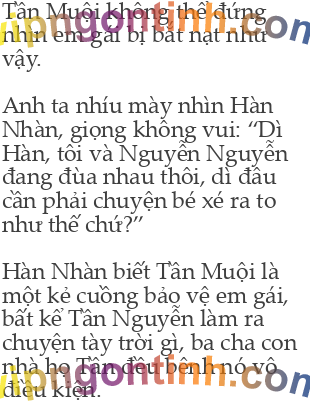 Tần Muội không thể đứng
nhìn em gái bị bắt nạt như
vậy.
Anh ta nhíu mày nhìn Hàn
Nhàn, giọng không vui: “Dì
Hàn, tôi và Nguyễn Nguyễn
đang đùa nhau thôi, dì đâu
cần phải chuyện bé xé ra to
như thế chứ?”
Hàn Nhàn biết Tần Muội là
một kẻ cuồng bảo vệ em gái,
bất kể Tần Nguyễn làm ra
chuyện tày trời gì, ba cha con
nhà họ Tần đều bênh nó vô
điều kiện.
vipngontinh.com
vipngontinh.com